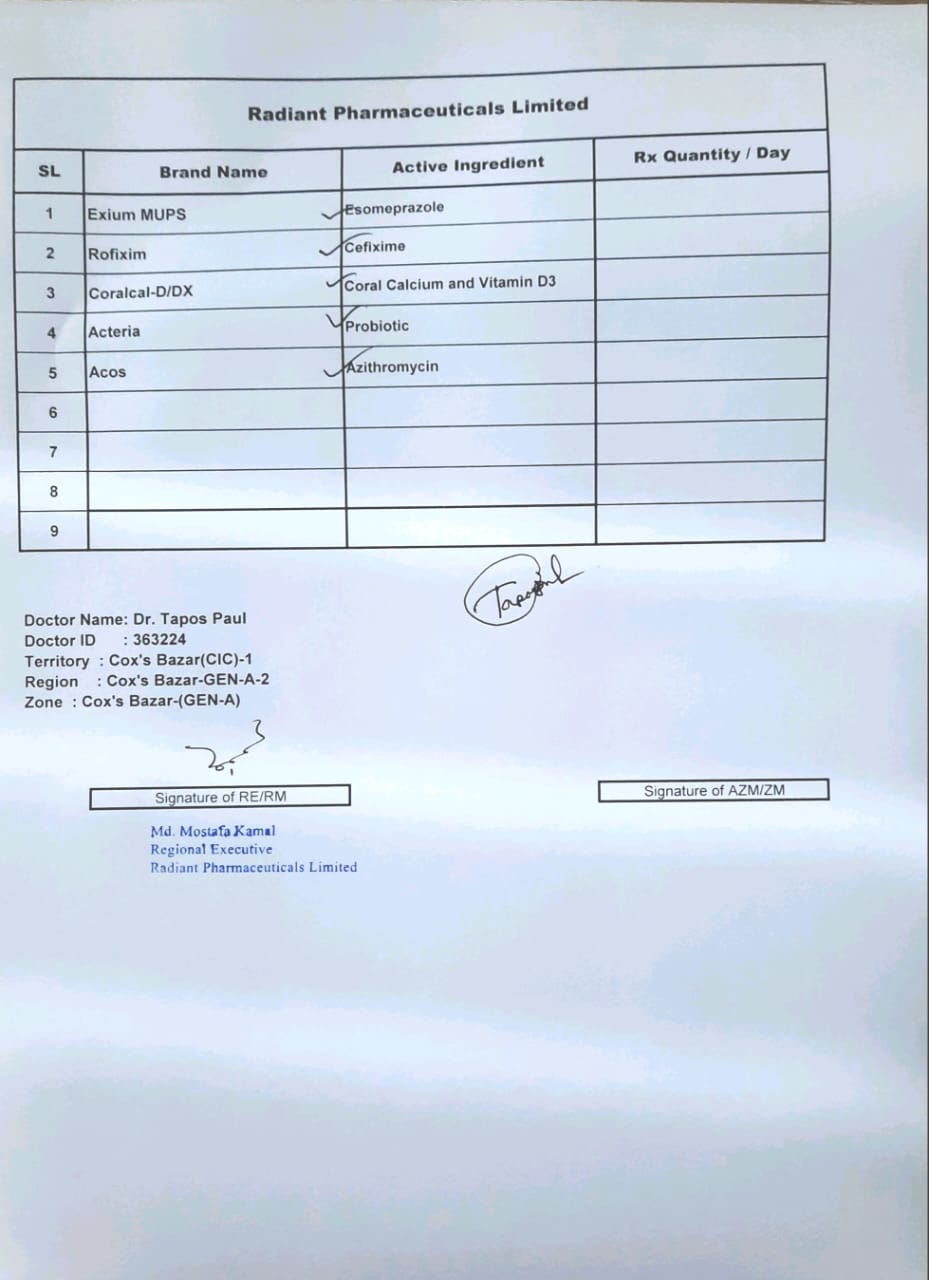 Radiant Pharmaceuticals Limited
SL Brand Name Active Ingredient Rx Quantity / Day
1 Exium MUPS Esomeprazole
2 Rofixim Cefixime
3 Coralcal-D/DX Coral Calcium and Vitamin D3
4 Acteria Probiotic
5 Acos Azithromycin
6
7
8
9
Doctor Name: Dr. Tapos Paul
Doctor ID : 363224
Territory : Cox's Bazar(CIC)-1
Region : Cox's Bazar-GEN-A-2
Zone : Cox's Bazar-(GEN-A)
Signature of RE/RM Signature of AZM/ZM
Md. Mostafa Kamal
Regional Executive
Radiant Pharmaceuticals Limited